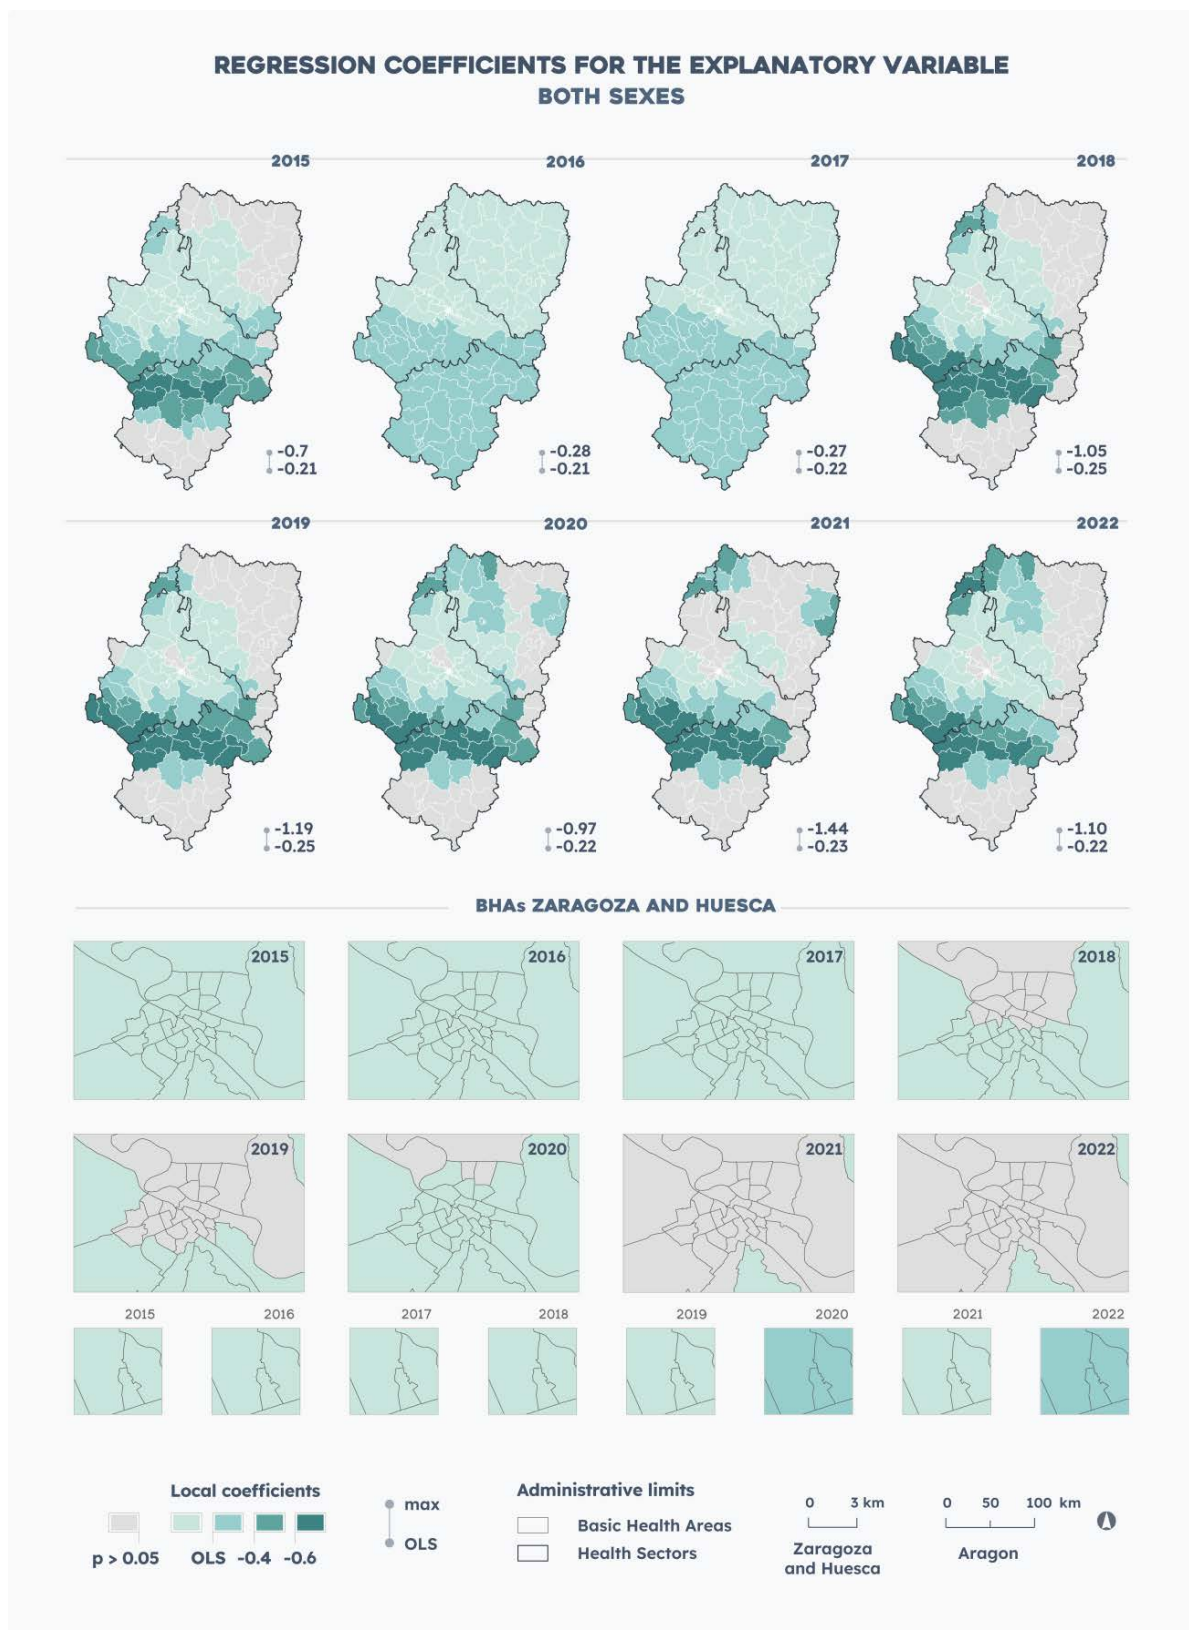 REGRESSION COEFFICIENTS FOR THE EXPLANATORY VARIABLE
BOTH SEXES
2015 2016 2017 2018
-0.7 -0.28 -0.27 -1.05
-0.21 -0.21 -0.22 -0.25
2019 2020 2021 2022
-1.19 -0.97 -1.44 -1.10
-0.25 -0.22 -0.23 -0.22
BHAs ZARAGOZA AND HUESCA
2015 2016 2017 2018
2019 2020 2021 2022
2015 2016 2017 2018 2019 2020 2021 2022
Local coefficients
p > 0.05 OLS -0.4 -0.6
max
OLS
Administrative limits
Basic Health Areas
Health Sectors
0 3 km
Zaragoza
and Huesca
0 50 100 km
Aragon